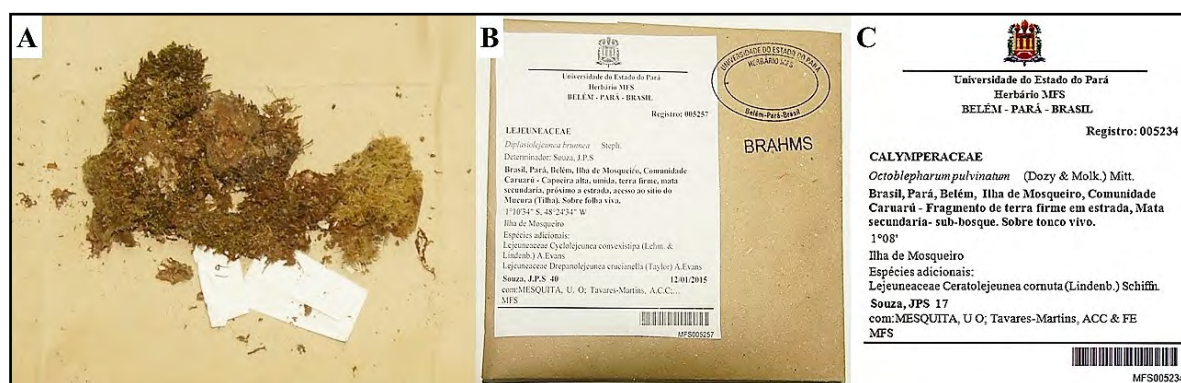 A
B
Universidade do Estado do Pará
Herbário MFS
BELÉM - PARÁ - BRASIL
Registro: 005257
LEJEUNEACEAE
Diplasiolejeunea brunnea Steph.
Determinador: Souza, J.P.S
Brasil, Pará, Belém, Ilha de Mosqueiro, Comunidade
Caruarú - Capoeira alta, umida, terra firme, mata
secundária, próximo a estrada, acesso ao sitio do
Mucura (Tilha). Sobre folha viva.
1°10'34" S, 48°24'34" W
Ilha de Mosqueiro
Espécies adicionais:
Lejeuneaceae Cyclolejeunea convexistipa (Lehm. &
Lindenb.) A.Evans
Lejeuneaceae Drepanolejeunea crucianella (Taylor) A.Evans
Souza, J.P.S 40 12/01/2015
com:MESQUITA, U. O; Tavares-Martins, A.C.C;...
MFS
MFS005257
UNIVERSIDADE DO ESTADO DO PARÁ
HERBÁRIO MFS
Belém-Pará-Brasil
BRAHMS
C
Universidade do Estado do Pará
Herbário MFS
BELÉM - PARÁ - BRASIL
Registro: 005234
CALYMPERACEAE
Octoblepharum pulvinatum (Dozy & Molk.) Mitt.
Brasil, Pará, Belém, Ilha de Mosqueiro, Comunidade
Caruarú - Fragmento de terra firme em estrada, Mata
secundaria- sub-bosque. Sobre tonco vivo.
1°08'
Ilha de Mosqueiro
Espécies adicionais:
Lejeuneaceae Ceratolejeunea cornuta (Lindenb.) Schiffn.
Souza, JPS 17
com:MESQUITA, U O; Tavares-Martins, ACC & FE
MFS
MFS005234